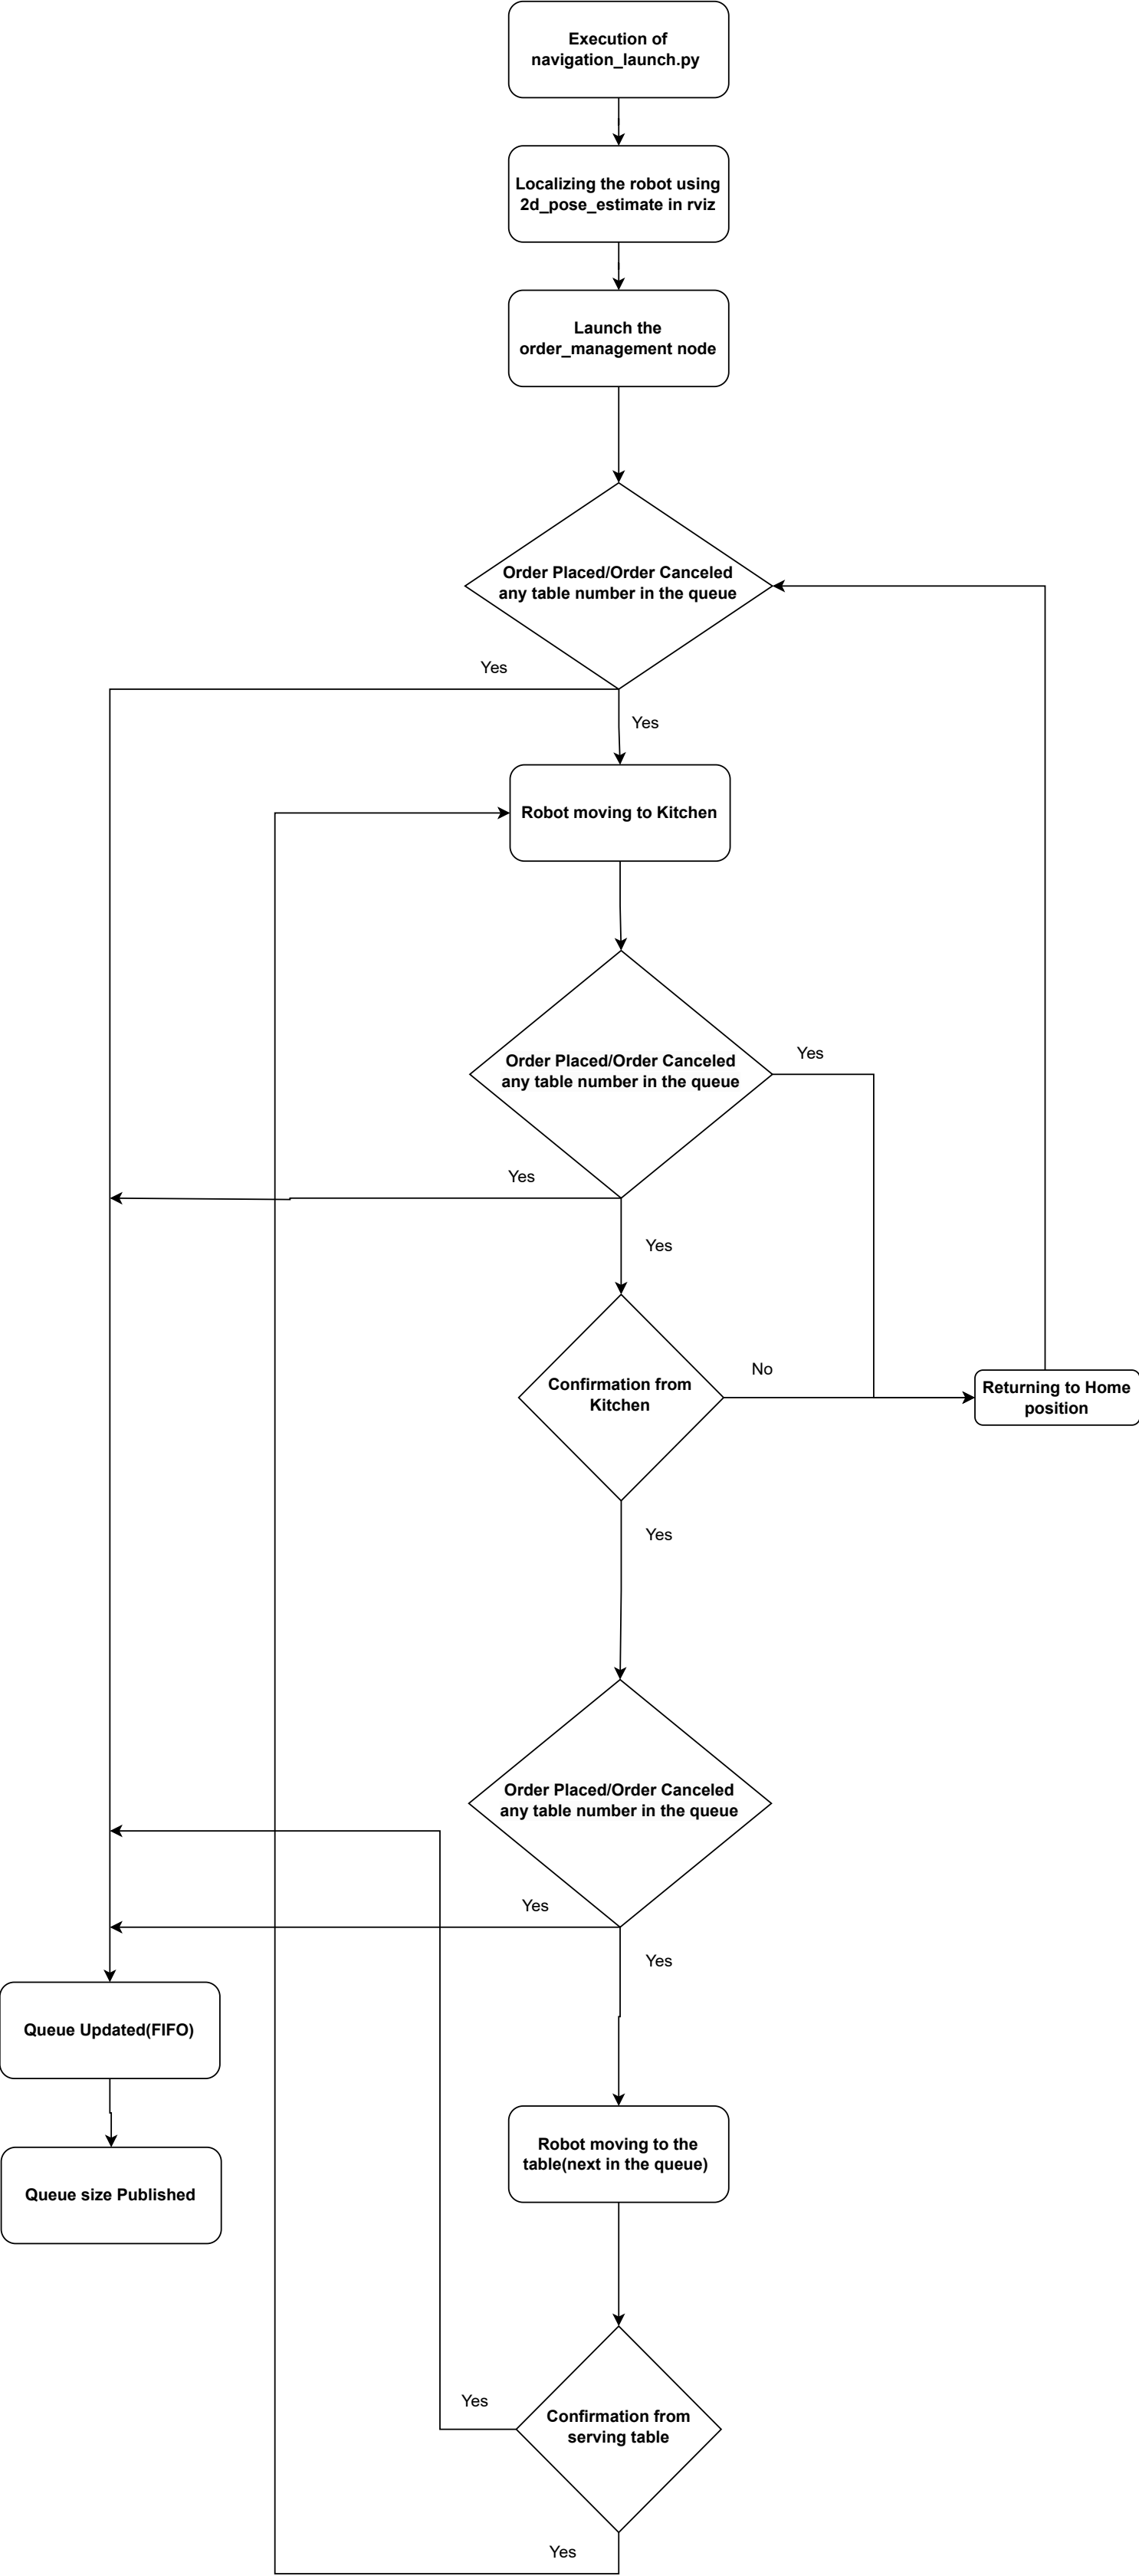 Execution of
navigation_launch.py
Localizing the robot using
2d_pose_estimate in rviz
Launch the
order_management node
Order Placed/Order Canceled
any table number in the queue
Yes
Yes
Robot moving to Kitchen
Order Placed/Order Canceled
any table number in the queue
Yes
Yes
Yes
Confirmation from
Kitchen
No
Returning to Home
position
Yes
Order Placed/Order Canceled
any table number in the queue
Yes
Yes
Queue Updated(FIFO)
Robot moving to the
table(next in the queue)
Queue size Published
Yes
Confirmation from
serving table
Yes